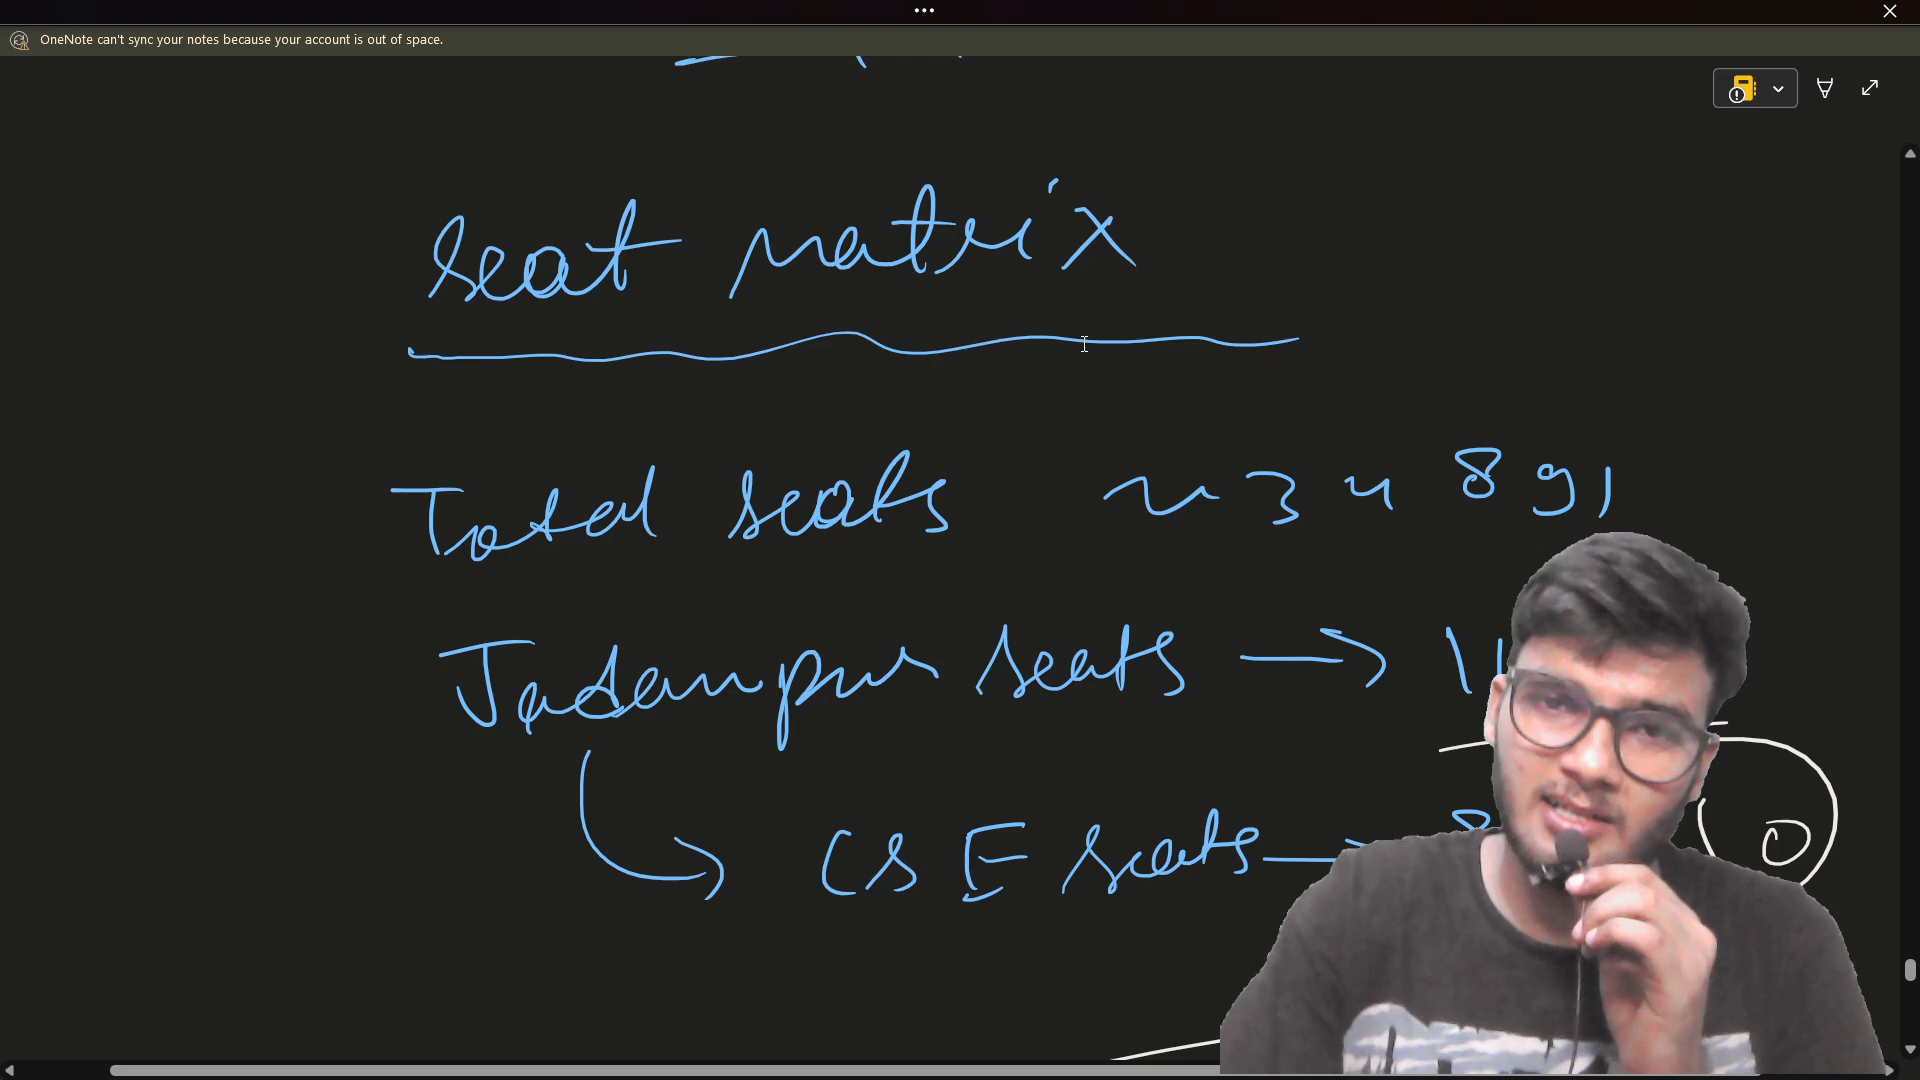 OneNote can't sync your notes because your account is out of space.
seat matrix
Total seats ~ 34891
Jadavpur seats →
CSE seats → 8